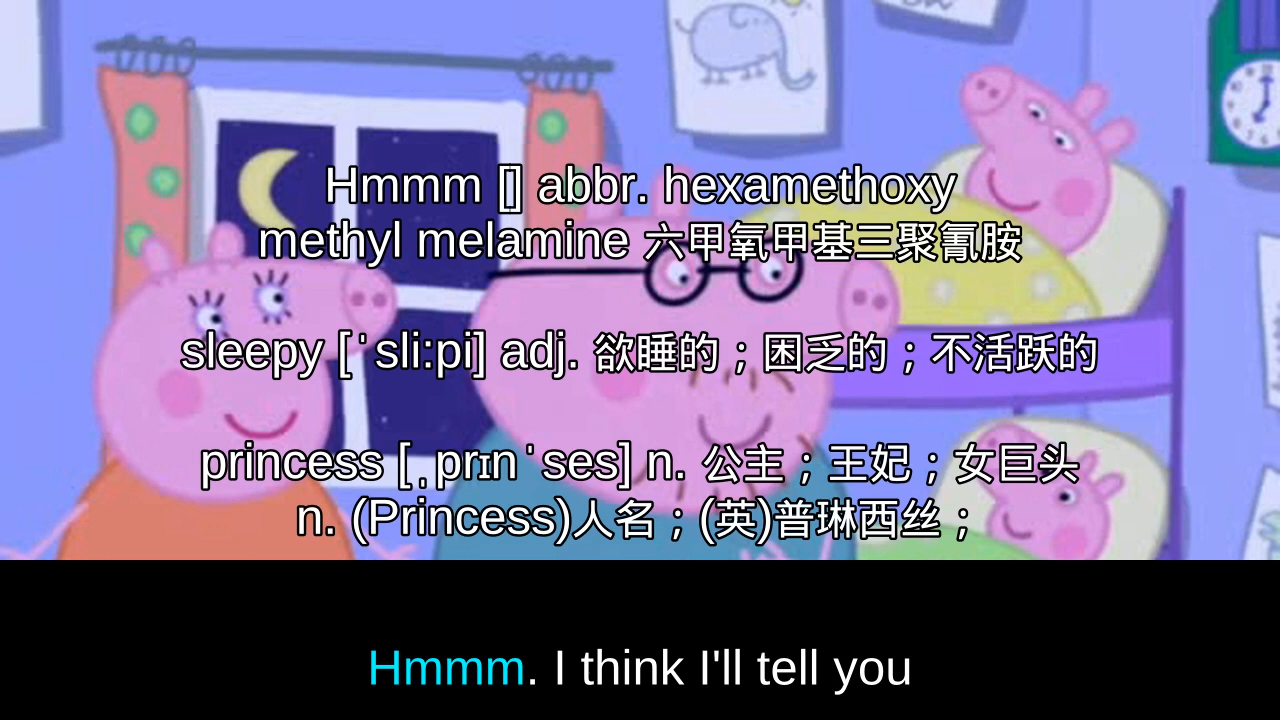 Hmmm [] abbr. hexamethoxy
methyl melamine 六甲氧甲基三聚氰胺
sleepy [ˈsli:pi] adj. 欲睡的；困乏的；不活跃的
princess [ˌprɪnˈses] n. 公主；王妃；女巨头
n. (Princess)人名；(英)普琳西丝；
Hmmm. I think I'll tell you